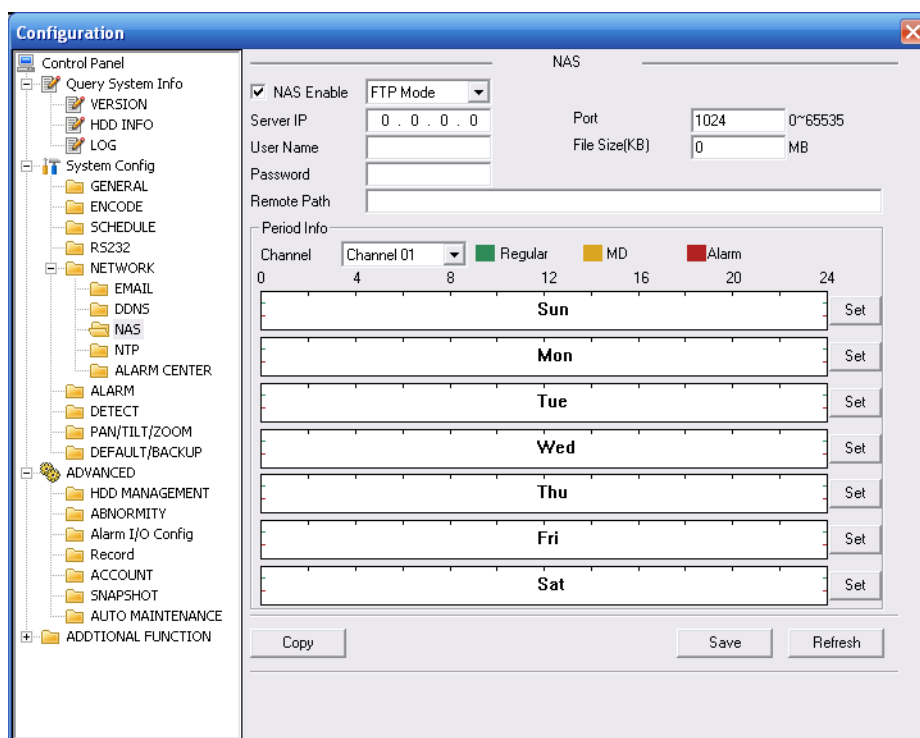 Configuration
Control Panel
Query System Info
VERSION
HDD INFO
LOG
System Config
GENERAL
ENCODE
SCHEDULE
RS232
NETWORK
EMAIL
DDNS
NAS
NTP
ALARM CENTER
ALARM
DETECT
PAN/TILT/ZOOM
DEFAULT/BACKUP
ADVANCED
HDD MANAGEMENT
ABNORMITY
Alarm I/O Config
Record
ACCOUNT
SNAPSHOT
AUTO MAINTENANCE
ADDTIONAL FUNCTION
NAS
NAS Enable FTP Mode
Server IP 0 . 0 . 0 . 0 Port 1024 0~65535
User Name File Size(KB) 0 MB
Password
Remote Path
Period Info
Channel Channel 01 Regular MD Alarm
0 4 8 12 16 20 24
Sun Set
Mon Set
Tue Set
Wed Set
Thu Set
Fri Set
Sat Set
Copy Save Refresh